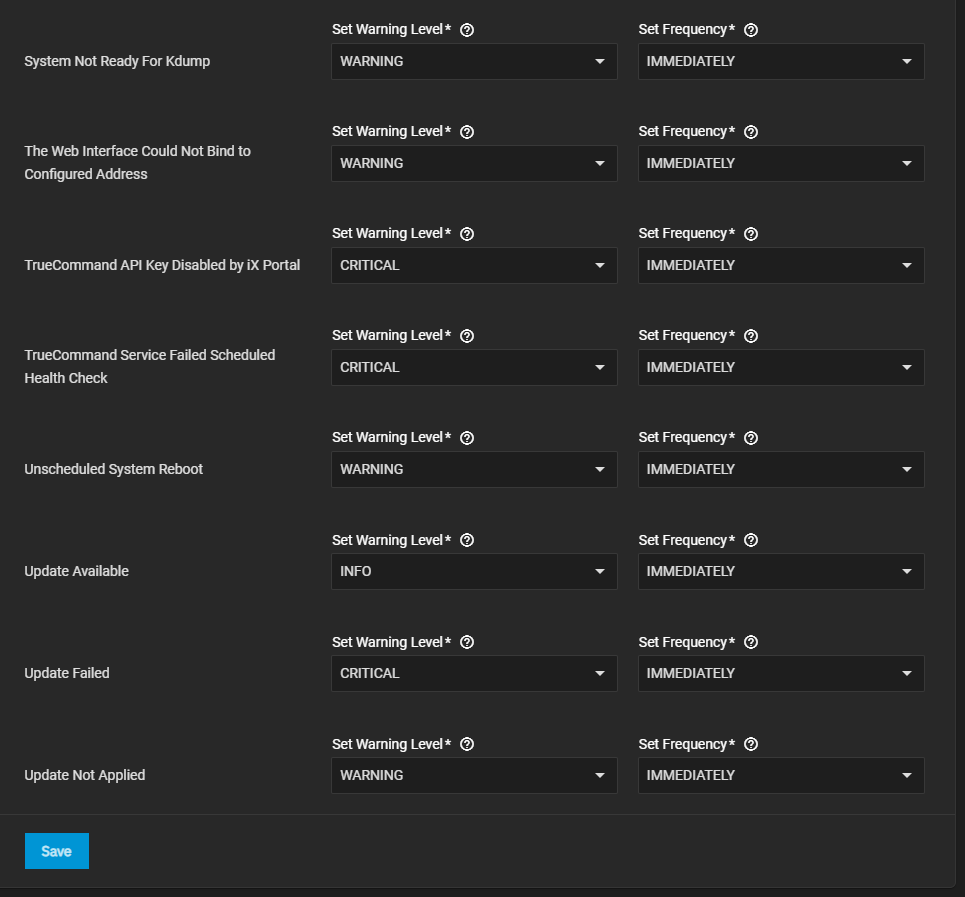 Set Warning Level* Set Frequency*
System Not Ready For Kdump WARNING IMMEDIATELY
Set Warning Level* Set Frequency*
The Web Interface Could Not Bind to
Configured Address
WARNING IMMEDIATELY
Set Warning Level* Set Frequency*
TrueCommand API Key Disabled by iX Portal CRITICAL IMMEDIATELY
Set Warning Level* Set Frequency*
TrueCommand Service Failed Scheduled
Health Check
CRITICAL IMMEDIATELY
Set Warning Level* Set Frequency*
Unscheduled System Reboot WARNING IMMEDIATELY
Set Warning Level* Set Frequency*
Update Available INFO IMMEDIATELY
Set Warning Level* Set Frequency*
Update Failed CRITICAL IMMEDIATELY
Set Warning Level* Set Frequency*
Update Not Applied WARNING IMMEDIATELY
Save